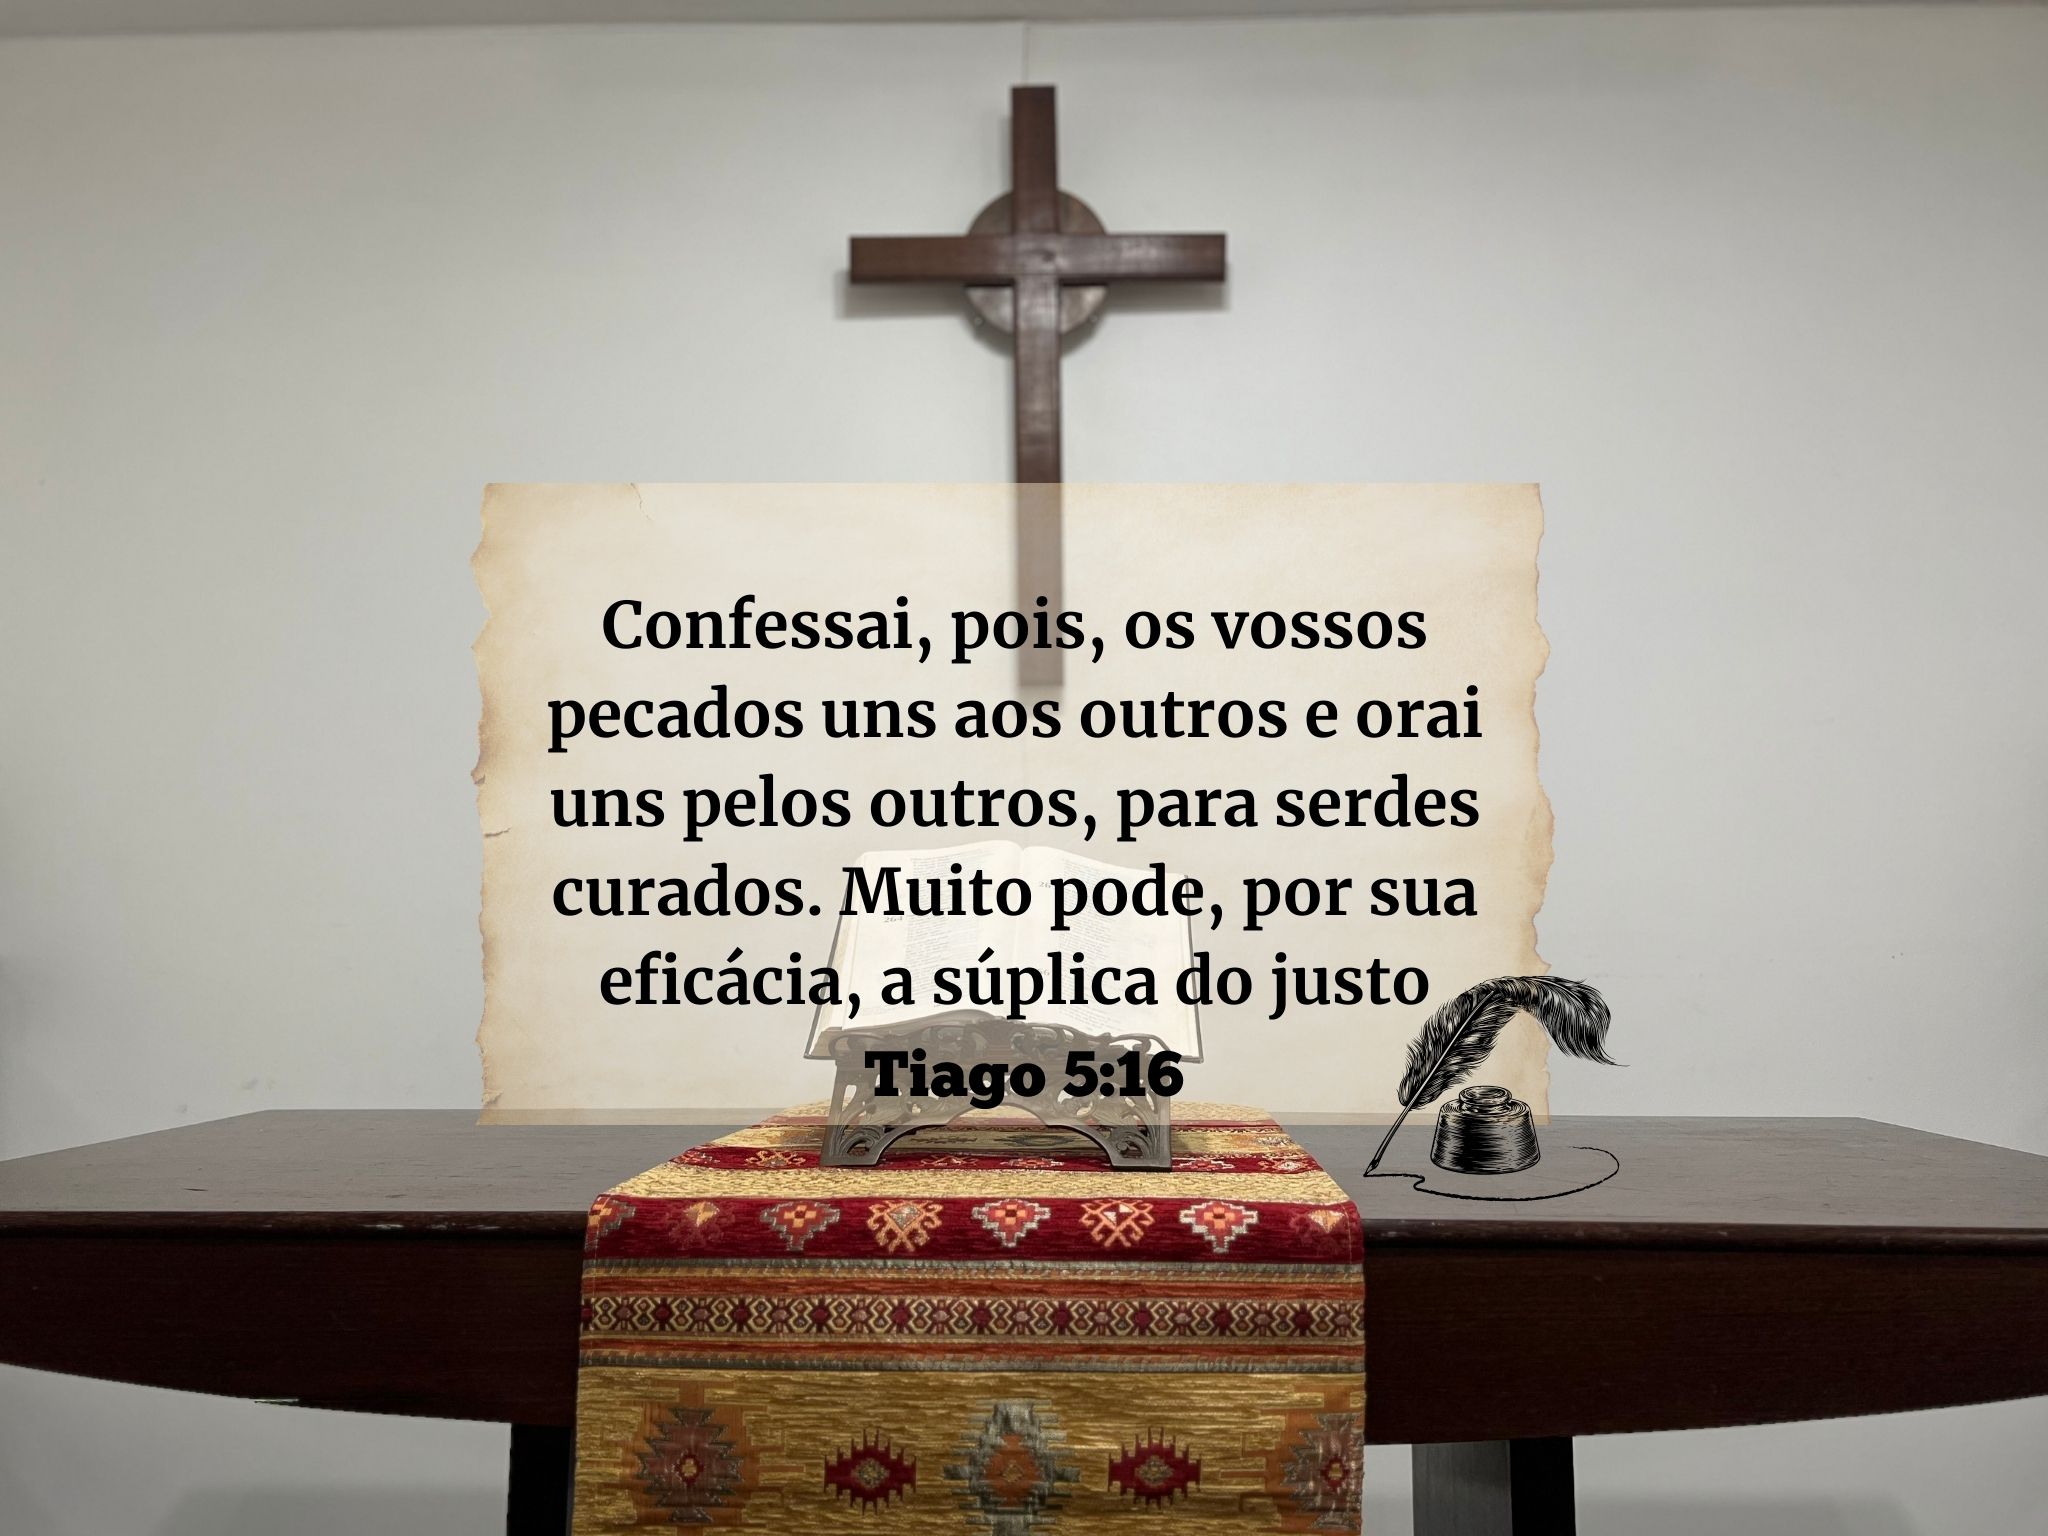 Confessai, pois, os vossos
pecados uns aos outros e orai
uns pelos outros, para serdes
curados. Muito pode, por sua
eficácia, a súplica do justo
Tiago 5:16